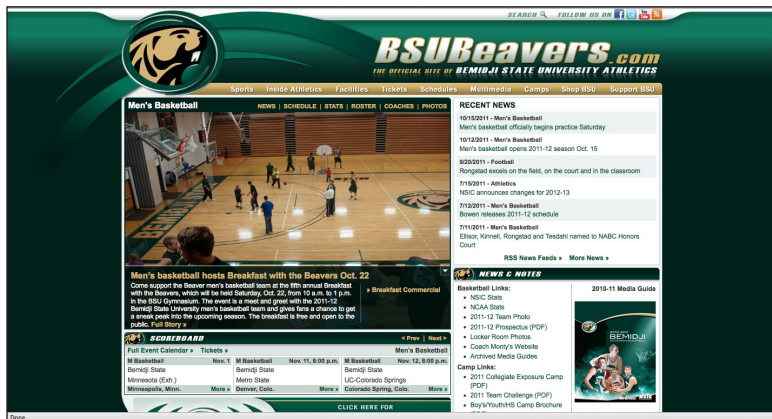 SEARCH FOLLOW US ON
BSUBeavers.com
THE OFFICIAL SITE OF BEMIDJI STATE UNIVERSITY ATHLETICS
Sports Inside Athletics Facilities Tickets Schedules Multimedia Camps Shop BSU Support BSU
Men's Basketball
NEWS | SCHEDULE | STATS | ROSTER | COACHES | PHOTOS
Men's basketball hosts Breakfast with the Beavers Oct. 22
Come support the Beaver men's basketball team at the fifth annual Breakfast
with the Beavers, which will be held Saturday, Oct. 22, from 10 a.m. to 1 p.m.
in the BSU Gymnasium. The event is a meet and greet with the 2011-12
Bemidji State University men's basketball team and gives fans a chance to get
a sneak peek into the upcoming season. The breakfast is free and open to the
public. Full Story »
» Breakfast Commercial
SCOREBOARD
< Prev | Next >
Full Event Calendar » Tickets »
Men's Basketball
M Basketball Nov. 1
Bemidji State
Minnesota (Exh.)
Minneapolis, Minn. More »
M Basketball Nov. 11, 8:00 p.m.
Bemidji State
Metro State
Denver, Colo. More »
M Basketball Nov. 12, 8:00 p.m.
Bemidji State
UC-Colorado Springs
Colorado Spring, Colo. More »
CLICK HERE FOR
RECENT NEWS
10/15/2011 - Men's Basketball
Men's basketball officially begins practice Saturday
10/12/2011 - Men's Basketball
Men's basketball opens 2011-12 season Oct. 15
9/20/2011 - Football
Rongstad excels on the field, on the court and in the classroom
7/15/2011 - Athletics
NSIC announces changes for 2012-13
7/12/2011 - Men's Basketball
Bowen releases 2011-12 schedule
7/11/2011 - Men's Basketball
Ellisor, Kinnell, Rongstad and Tesdahl named to NABC Honors
Court
RSS News Feeds » More News »
NEWS & NOTES
Basketball Links:
• NSIC Stats
• NCAA Stats
• 2011-12 Team Photo
• 2011-12 Prospectus (PDF)
• Locker Room Photos
• Coach Monty's Website
• Archived Media Guides
Camp Links:
• 2011 Collegiate Exposure Camp
(PDF)
• 2011 Team Challenge (PDF)
• Boy's/Youth/HS Camp Brochure
2010-11 Media Guide
BEMIDJI
Done